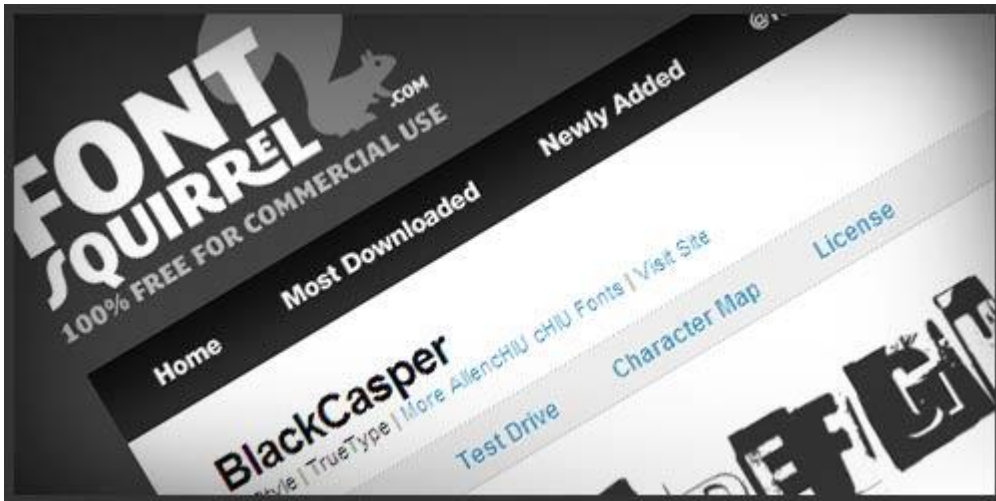 FONT
SQUIRREL
.COM
100% FREE FOR COMMERCIAL USE
Home Most Downloaded Newly Added
BlackCasper
| TrueType | More AllencHIU cHIU Fonts | Visit Site
Test Drive Character Map License